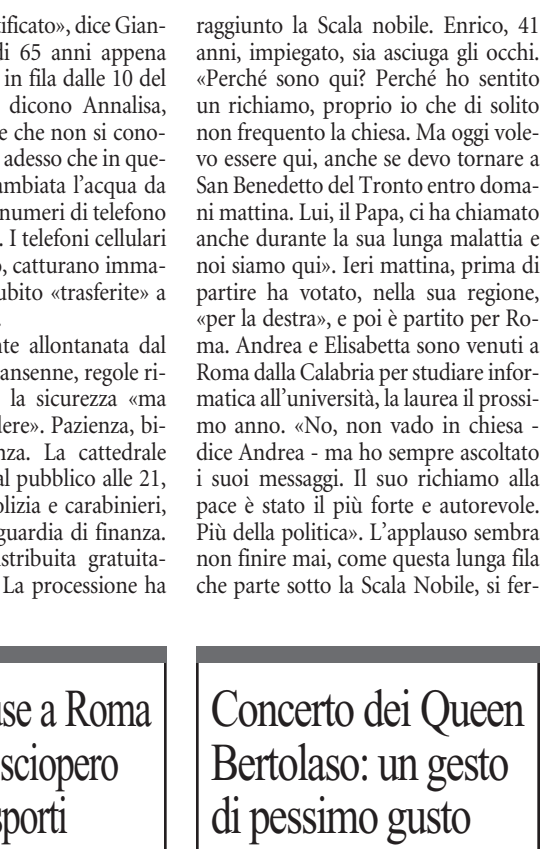 tificato», dice Gian-
di 65 anni appena
in fila dalle 10 del
dicono Annalisa,
e che non si cono-
adesso che in que-
ambiata l'acqua da
numeri di telefono
. I telefoni cellulari
o, catturano imma-
ubito «trasferite» a
.
nte allontanata dal
ansenne, regole ri-
la sicurezza «ma
dere». Pazienza, bi-
nza. La cattedrale
al pubblico alle 21,
olizia e carabinieri,
guardia di finanza.
stribuita gratuita-
La processione ha
raggiunto la Scala nobile. Enrico, 41
anni, impiegato, sia asciuga gli occhi.
«Perché sono qui? Perché ho sentito
un richiamo, proprio io che di solito
non frequento la chiesa. Ma oggi vole-
vo essere qui, anche se devo tornare a
San Benedetto del Tronto entro doma-
ni mattina. Lui, il Papa, ci ha chiamato
anche durante la sua lunga malattia e
noi siamo qui». Ieri mattina, prima di
partire ha votato, nella sua regione,
«per la destra», e poi è partito per Ro-
ma. Andrea e Elisabetta sono venuti a
Roma dalla Calabria per studiare infor-
matica all'università, la laurea il prossi-
mo anno. «No, non vado in chiesa -
dice Andrea - ma ho sempre ascoltato
i suoi messaggi. Il suo richiamo alla
pace è stato il più forte e autorevole.
Più della politica». L'applauso sembra
non finire mai, come questa lunga fila
che parte sotto la Scala Nobile, si fer-
use a Roma
sciopero
sporti
Concerto dei Queen
Bertolaso: un gesto
di pessimo gusto